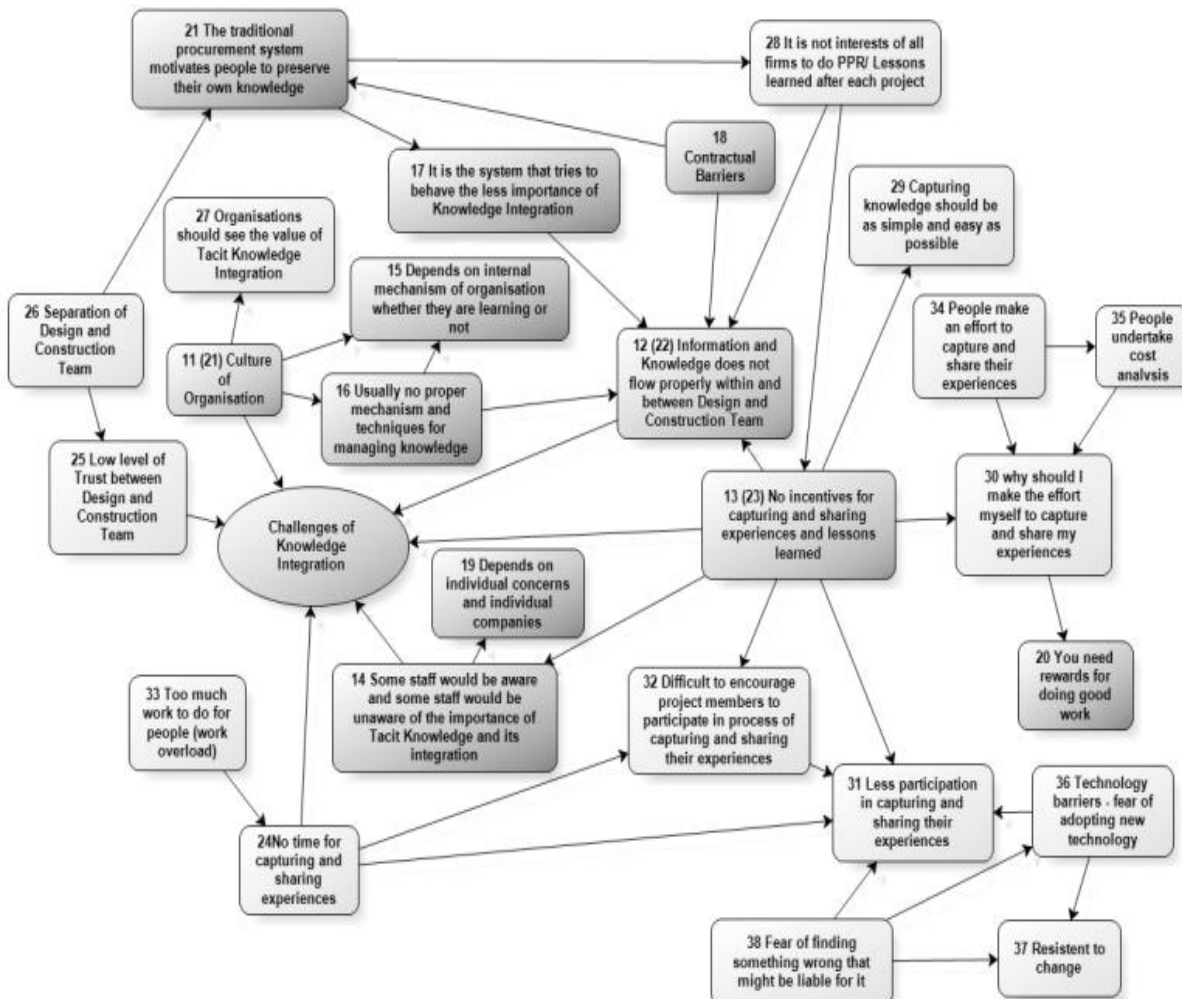 21 The traditional
procurement system
motivates people to preserve
their own knowledge
28 It is not interests of all
firms to do PPR/ Lessons
learned after each project
18
Contractual
Barriers
17 It is the system that tries to
behave the less importance of
Knowledge Integration
29 Capturing
knowledge should be
as simple and easy as
possible
27 Organisations
should see the value of
Tacit Knowledge
Integration
15 Depends on internal
mechanism of organisation
whether they are learning or
not
26 Separation of
Design and
Construction
Team
34 People make
an effort to
capture and
share their
experiences
35 People
undertake
cost
analysis
11 (21) Culture
of
Organisation
12 (22) Information and
Knowledge does not
flow properly within and
between Design and
Construction Team
16 Usually no proper
mechanism and
techniques for
managing knowledge
25 Low level of
Trust between
Design and
Construction
Team
30 why should I
make the effort
myself to capture
and share my
experiences
13 (23) No incentives for
capturing and sharing
experiences and lessons
learned
Challenges of
Knowledge
Integration
19 Depends on
individual concerns
and individual
companies
20 You need
rewards for
doing good
work
14 Some staff would be aware
and some staff would be
unaware of the importance of
Tacit Knowledge and its
integration
32 Difficult to encourage
project members to
participate in process of
capturing and sharing
their experiences
33 Too much
work to do for
people (work
overload)
31 Less participation
in capturing and
sharing their
experiences
36 Technology
barriers - fear of
adopting new
technology
24No time for
capturing and
sharing
experiences
38 Fear of finding
something wrong that
might be liable for it
37 Resistent to
change